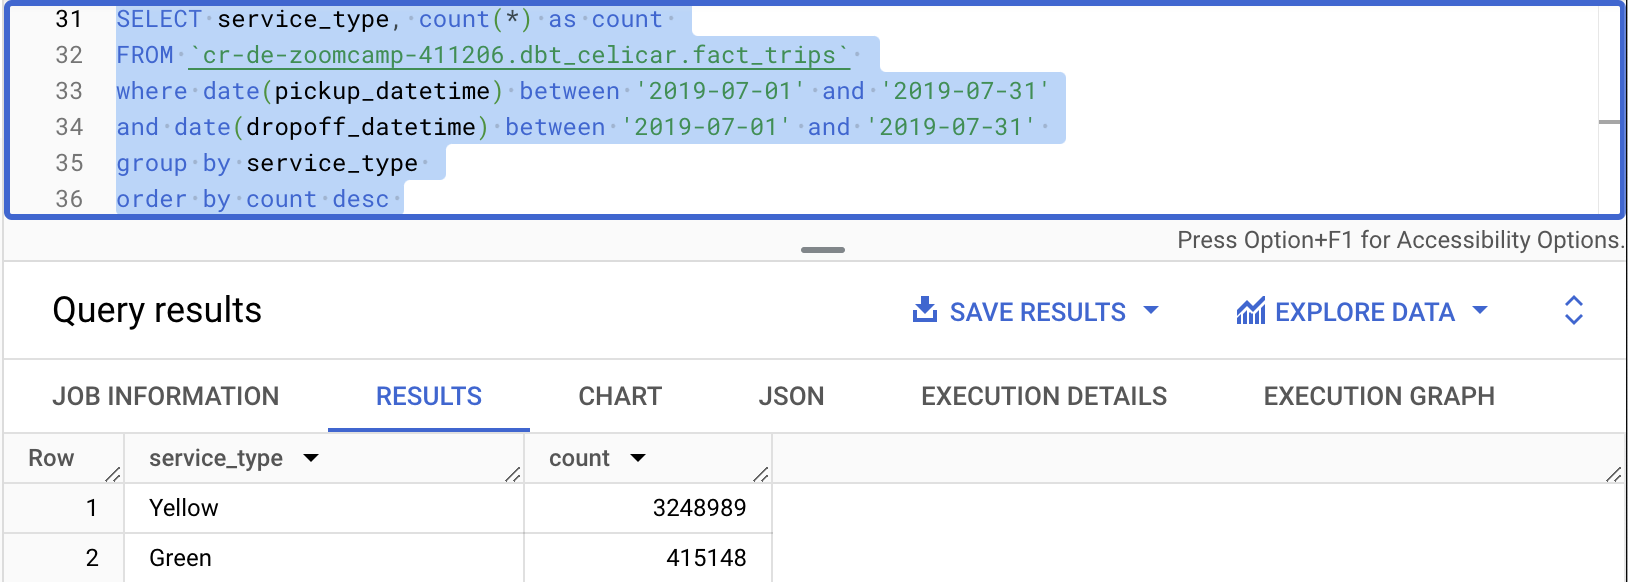 31 SELECT service_type, count(*) as count
32 FROM `cr-de-zoomcamp-411206.dbt_celicar.fact_trips`
33 where date(pickup_datetime) between '2019-07-01' and '2019-07-31'
34 and date(dropoff_datetime) between '2019-07-01' and '2019-07-31'
35 group by service_type
36 order by count desc
Press Option+F1 for Accessibility Options.
Query results SAVE RESULTS EXPLORE DATA
JOB INFORMATION RESULTS CHART JSON EXECUTION DETAILS EXECUTION GRAPH
Row service_type count
1 Yellow 3248989
2 Green 415148